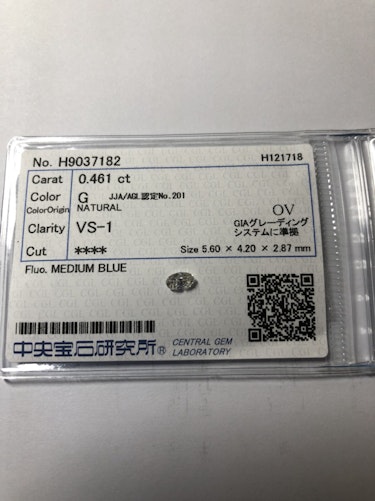 No. H9037182 H121718
Carat 0.461 ct
Color G JJA/AGL認定No.201
ColorOrigin NATURAL OV
Clarity VS-1 GIAグレーディング
システムに準拠
Cut **** Size 5.60 × 4.20 × 2.87 mm
Fluo. MEDIUM BLUE
中央宝石研究所® CENTRAL GEM
LABORATORY